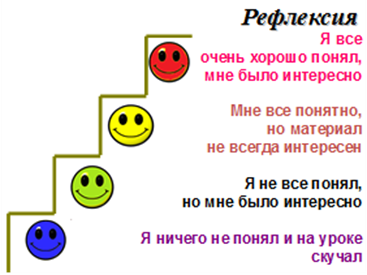 Рефлексия
Я все
очень хорошо понял,
мне было интересно
Мне все понятно,
но материал
не всегда интересен
Я не все понял,
но мне было интересно
Я ничего не понял и на уроке
скучал